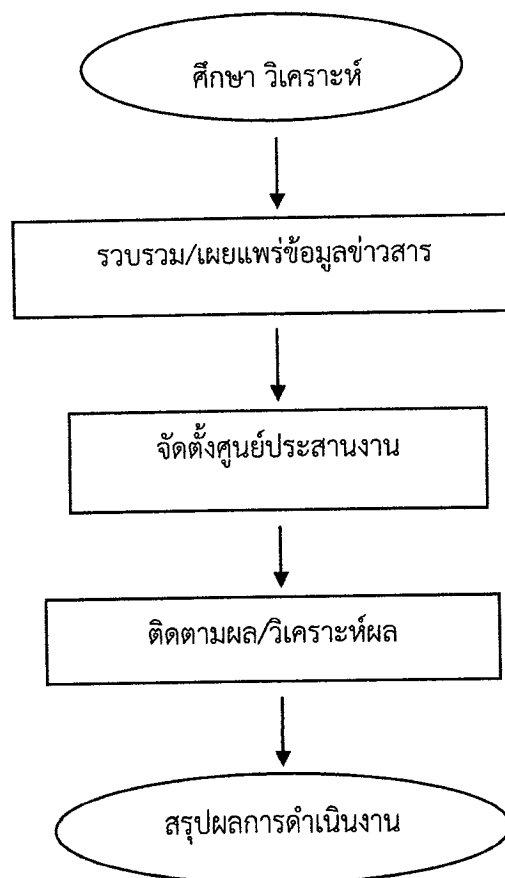 ศึกษา วิเคราะห์
รวบรวม/เผยแพร่ข้อมูลข่าวสาร
จัดตั้งศูนย์ประสานงาน
ติดตามผล/วิเคราะห์ผล
สรุปผลการดำเนินงาน